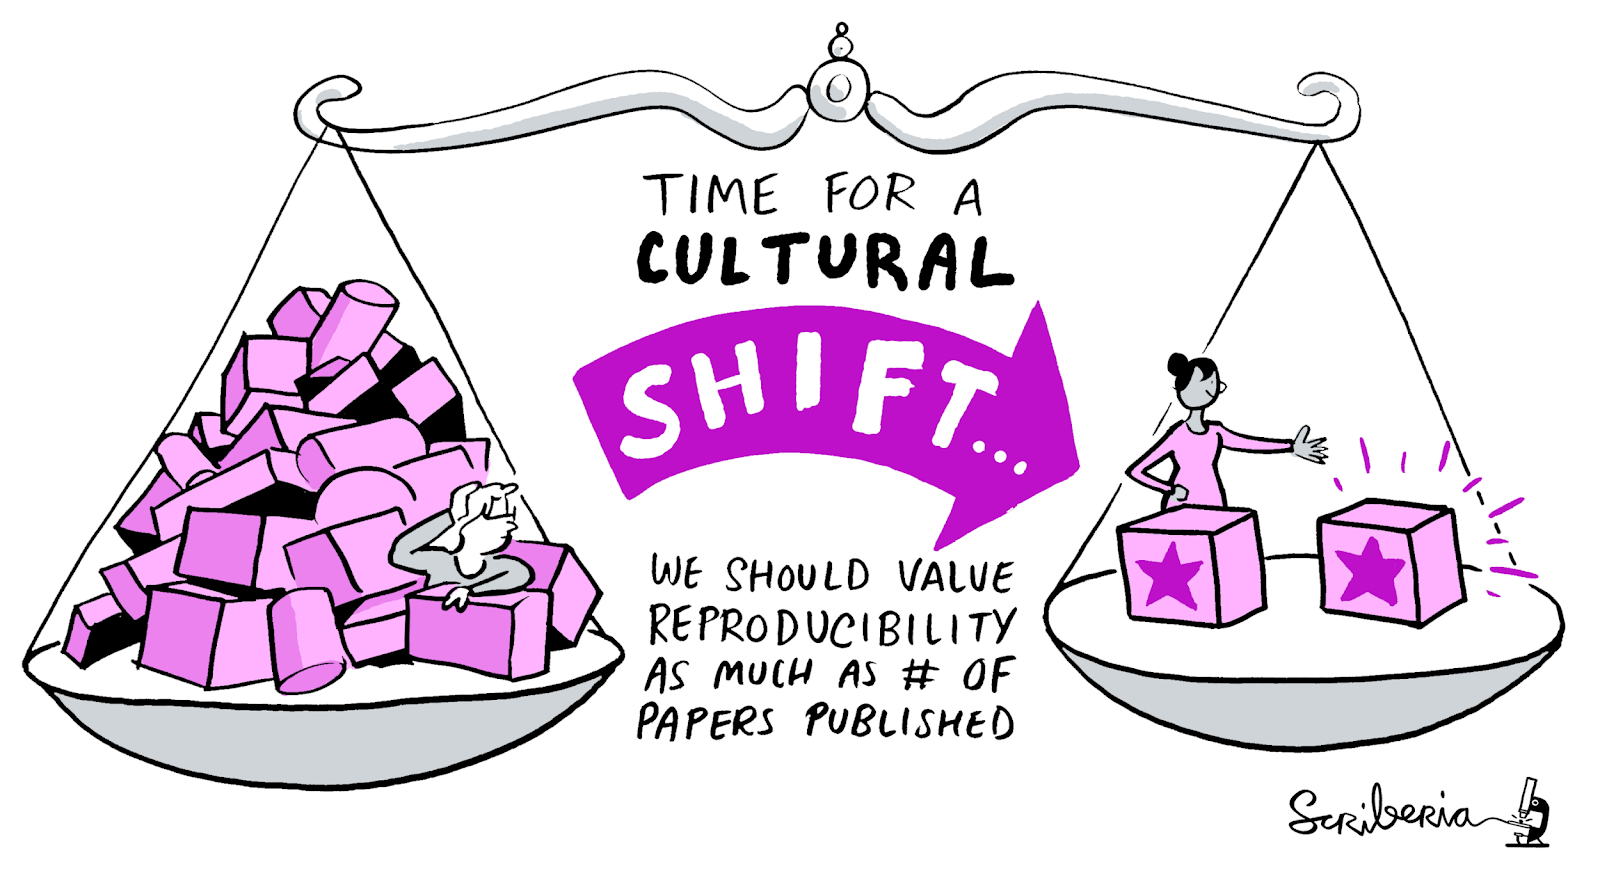 TIME FOR A
CULTURAL
SHIFT...
WE SHOULD VALUE
REPRODUCIBILITY
AS MUCH AS # OF
PAPERS PUBLISHED
Scriberia